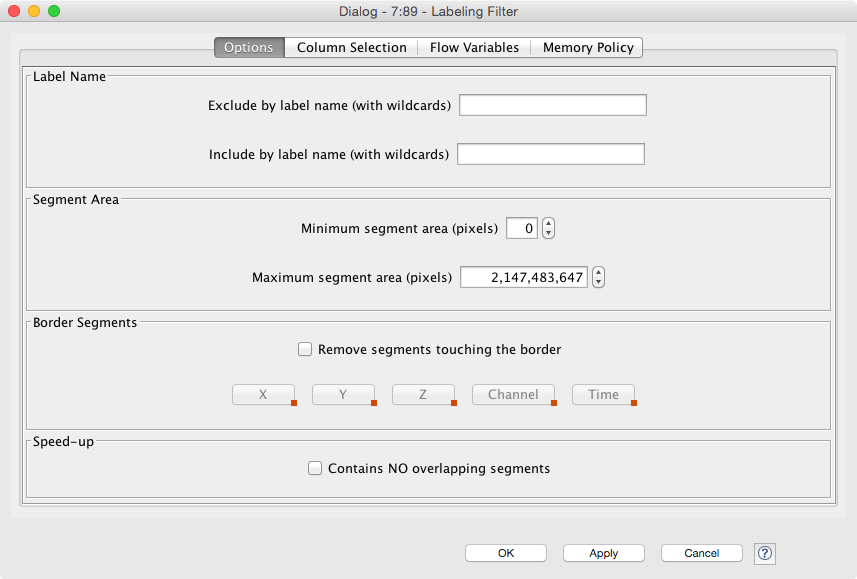 Dialog - 7:89 - Labeling Filter
Options Column Selection Flow Variables Memory Policy
Label Name
Exclude by label name (with wildcards)
Include by label name (with wildcards)
Segment Area
Minimum segment area (pixels) 0
Maximum segment area (pixels) 2,147,483,647
Border Segments
Remove segments touching the border
X Y Z Channel Time
Speed-up
Contains NO overlapping segments
OK Apply Cancel ?